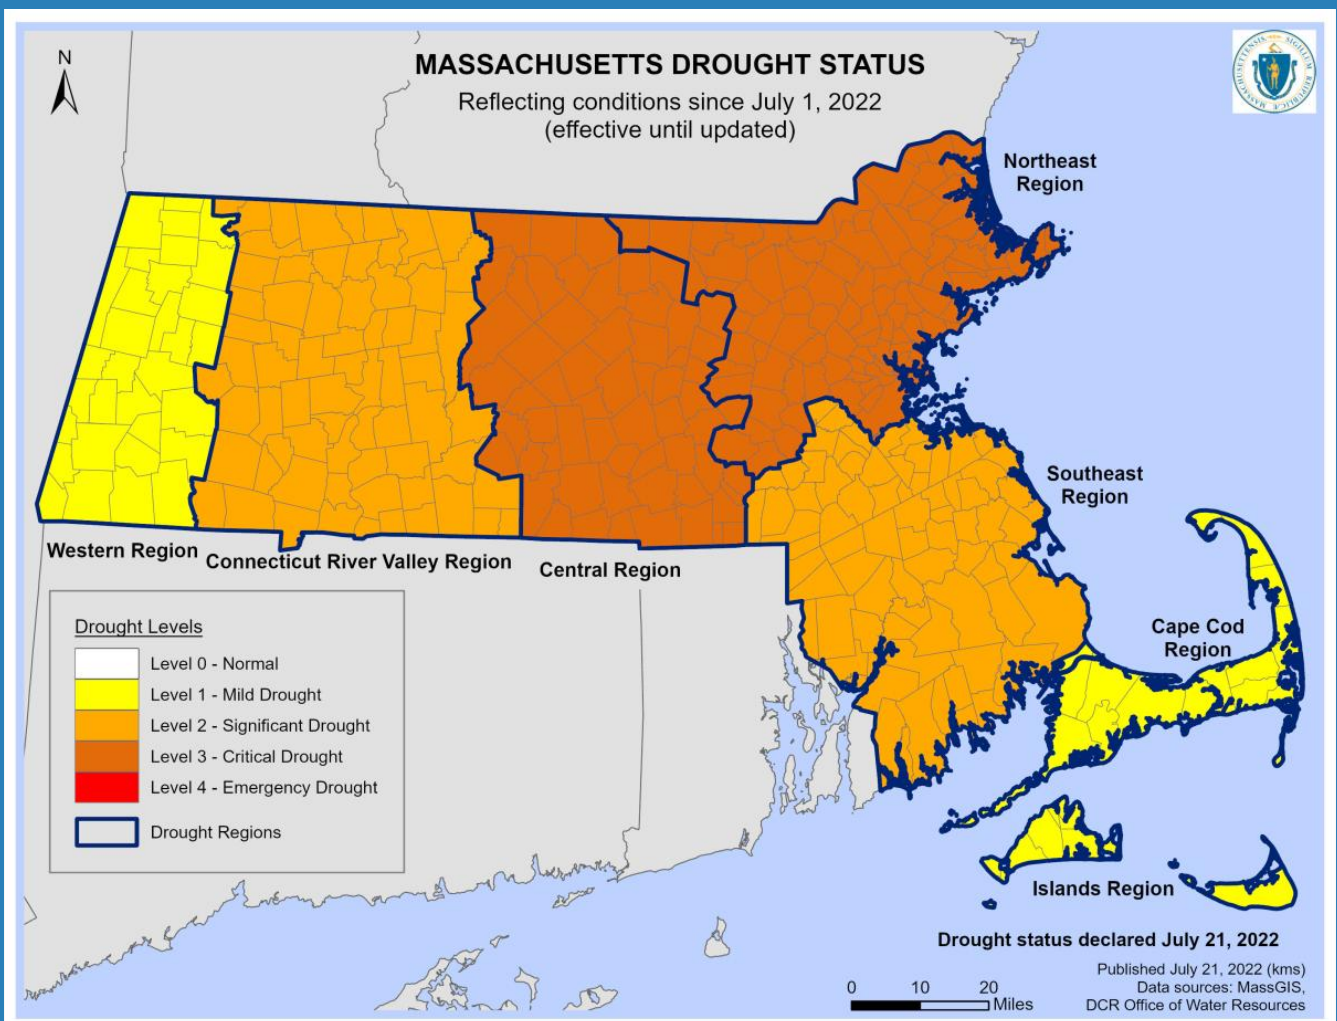 N
MASSACHUSETTS DROUGHT STATUS
Reflecting conditions since July 1, 2022
(effective until updated)
Northeast
Region
Southeast
Region
Western Region
Connecticut River Valley Region
Central Region
Cape Cod
Region
Drought Levels
Level 0 - Normal
Level 1 - Mild Drought
Level 2 - Significant Drought
Level 3 - Critical Drought
Level 4 - Emergency Drought
Drought Regions
Islands Region
Drought status declared July 21, 2022
Published July 21, 2022 (kms)
Data sources: MassGIS,
DCR Office of Water Resources
0 10 20
Miles